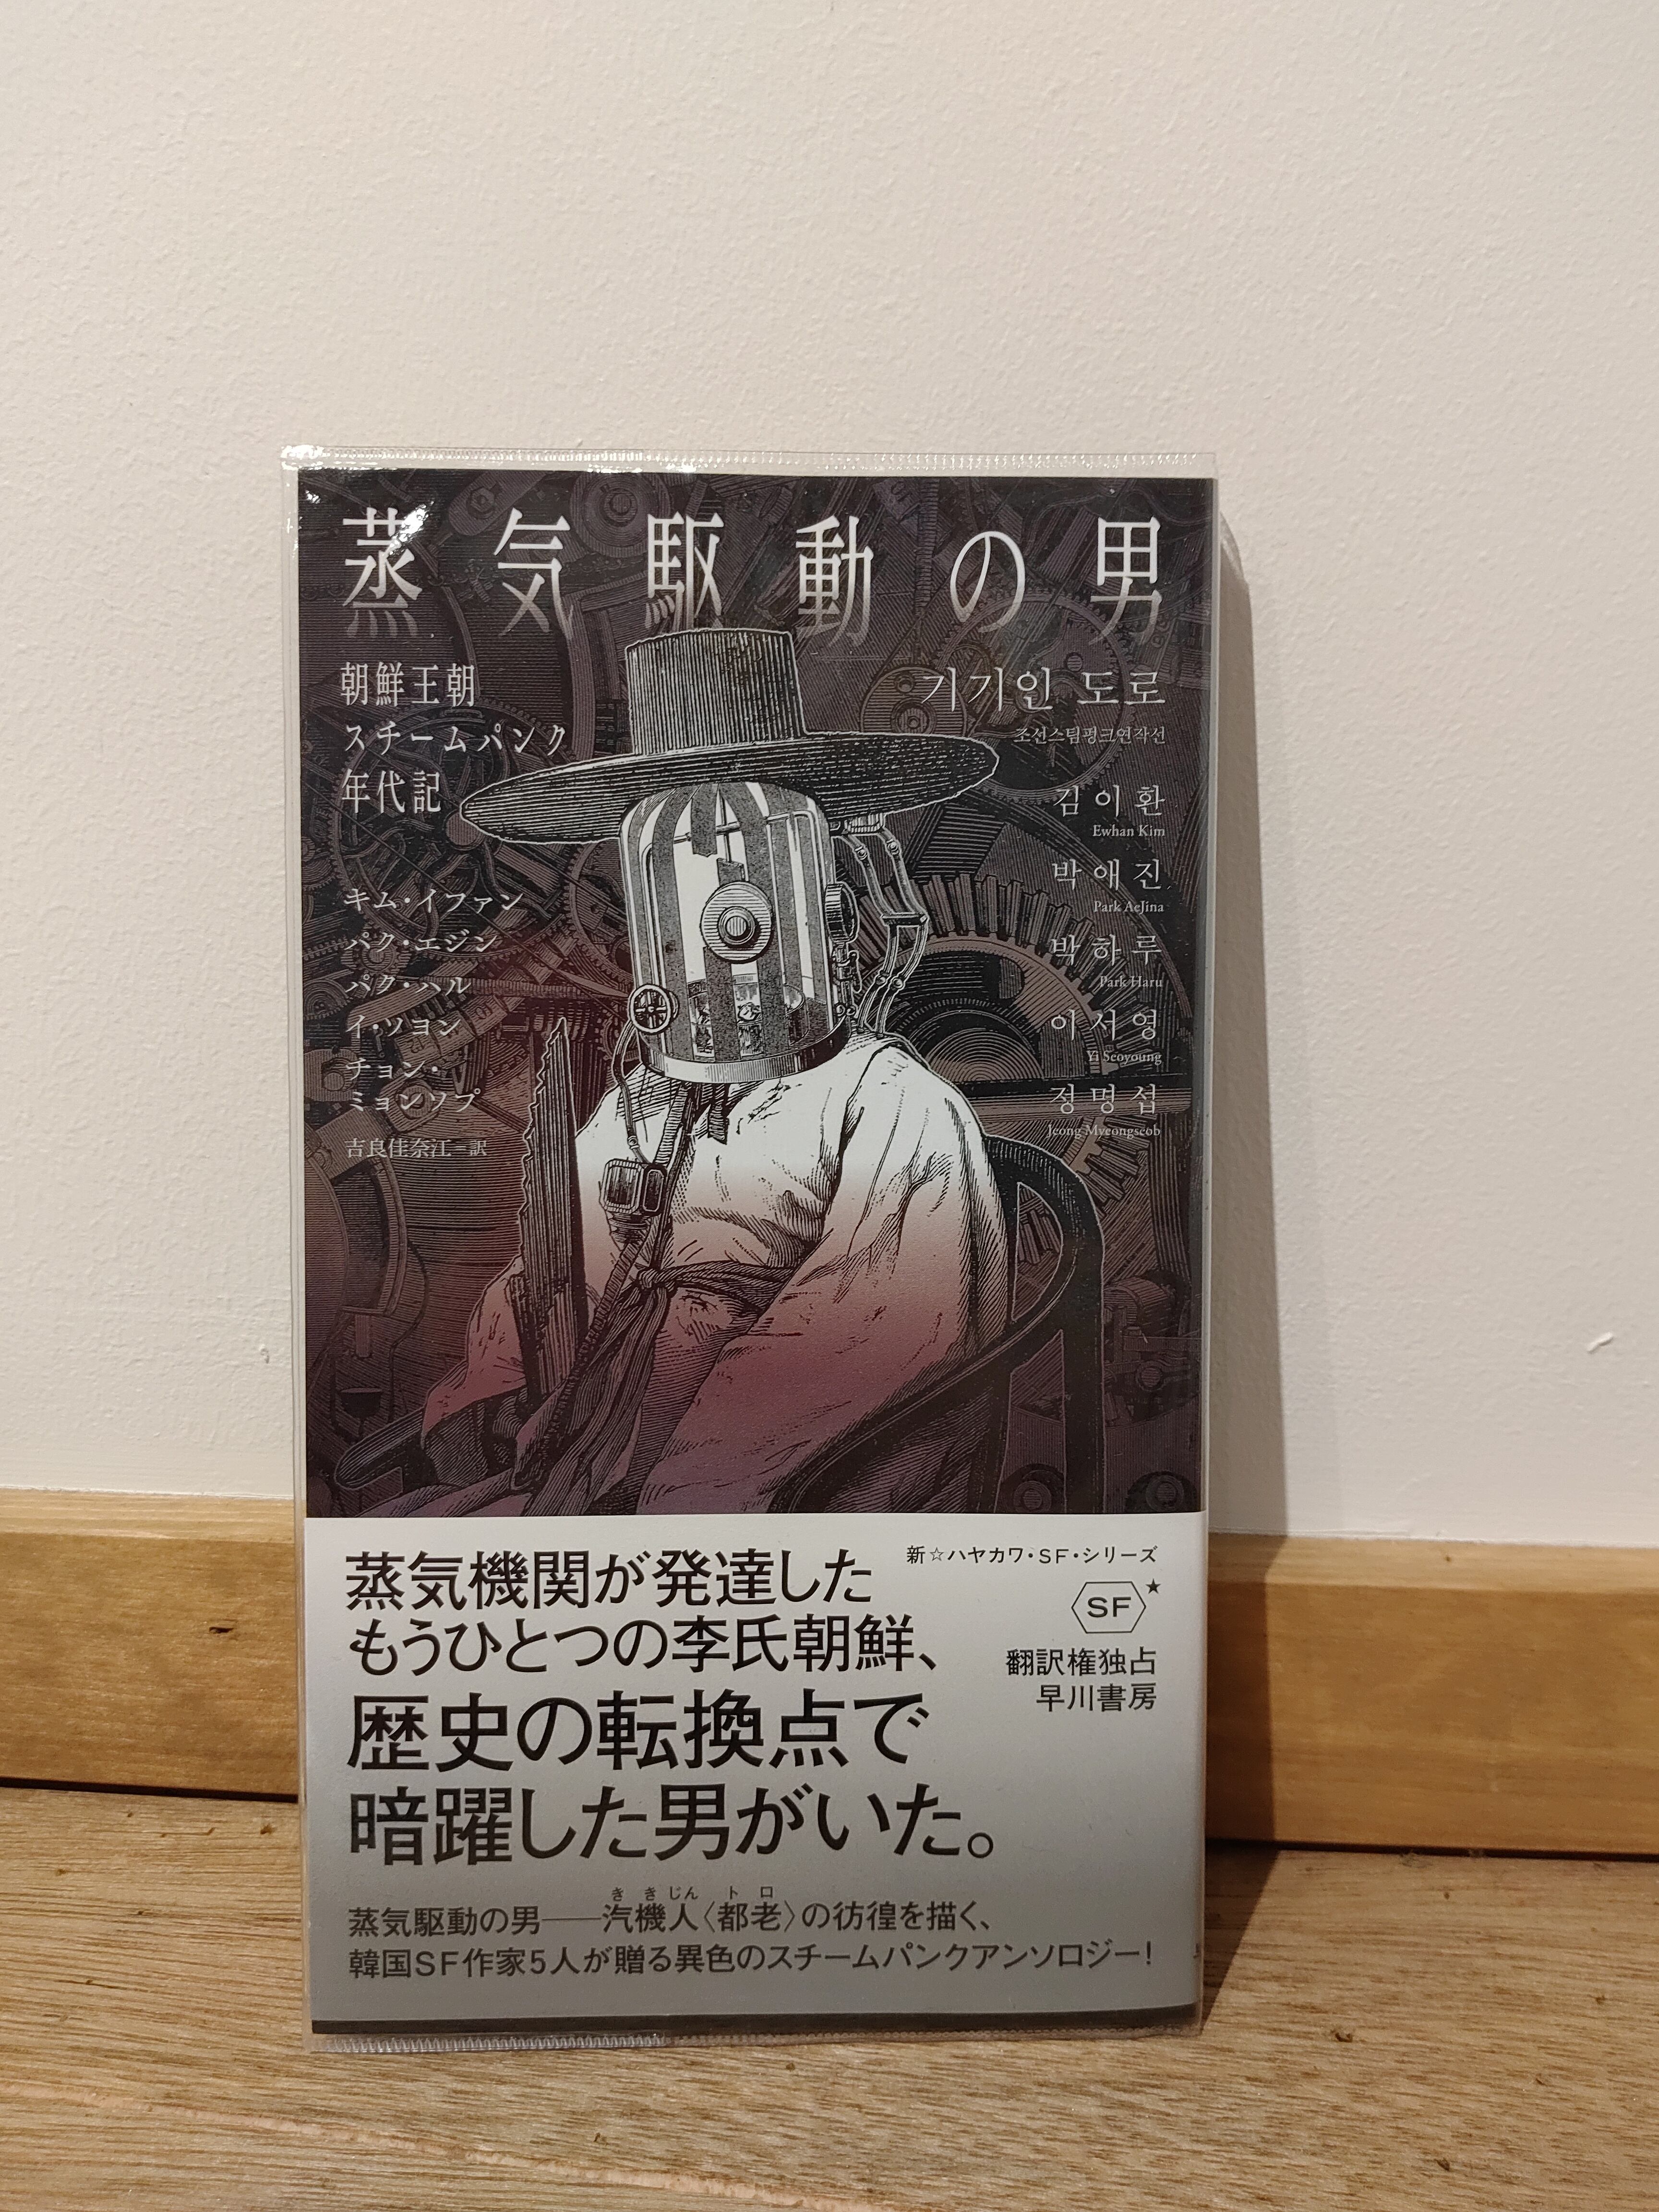 蒸気駆動の男
朝鮮王朝
スチームパンク
年代記
キム・イファン
パク・エジン
パク・ハル
イ・ソヨン
チョン・
ミョンソプ
吉良佳奈江=訳
기기인 도로
조선스팀펑크연작선
김이환
Ewhan Kim
박애진
Park AeJina
박하루
Park Haru
이서영
Yi Seoyoung
정명섭
Jeong Myeongseob
蒸気機関が発達した
もうひとつの李氏朝鮮、
歴史の転換点で
暗躍した男がいた。
新☆ハヤカワ・SF・シリーズ
SF★
翻訳権独占
早川書房
ききじん トロ
蒸気駆動の男――汽機人〈都老〉の彷徨を描く、
韓国SF作家5人が贈る異色のスチームパンクアンソロジー!